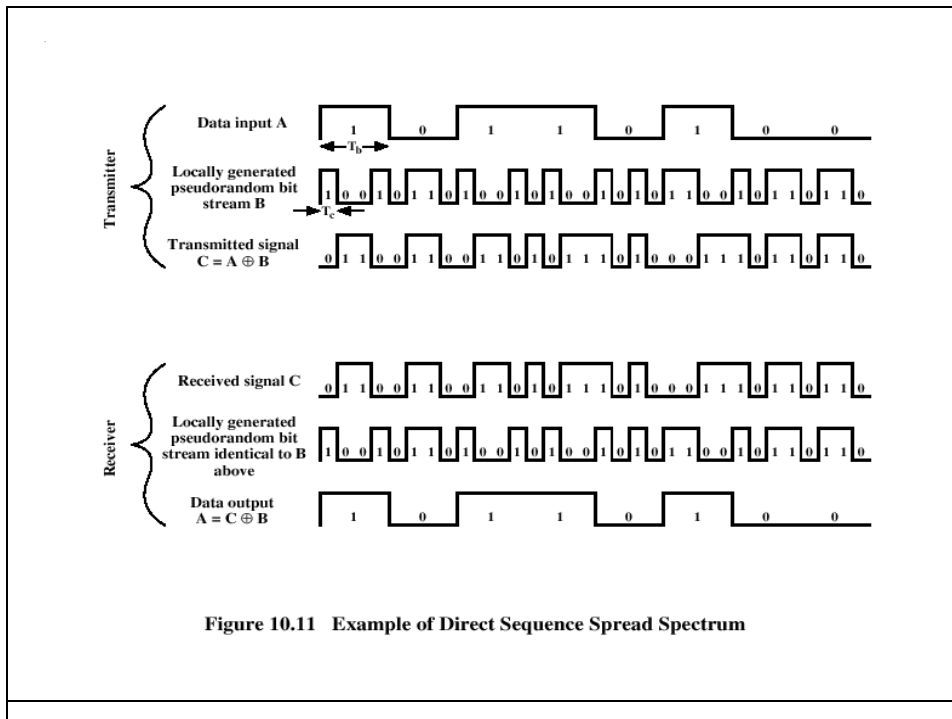 Transmitter
Data input A
1 0 1 1 0 1 0 0
T_b
Locally generated
pseudorandom bit
stream B
1 0 0 1 0 1 1 0 1 0 0 1 0 1 0 0 1 0 1 0 1 1 0 0 1 0 1 1 0 1 1 0
T_c
Transmitted signal
C = A ⊕ B
0 1 1 0 0 1 1 0 0 1 1 0 1 0 1 1 1 0 1 0 0 0 1 1 1 0 1 1 0 1 1 0
Receiver
Received signal C
0 1 1 0 0 1 1 0 0 1 1 0 1 0 1 1 1 0 1 0 0 0 1 1 1 0 1 1 0 1 1 0
Locally generated
pseudorandom bit
stream identical to B
above
1 0 0 1 0 1 1 0 1 0 0 1 0 1 0 0 1 0 1 0 1 1 0 0 1 0 1 1 0 1 1 0
Data output
A = C ⊕ B
1 0 1 1 0 1 0 0
Figure 10.11 Example of Direct Sequence Spread Spectrum